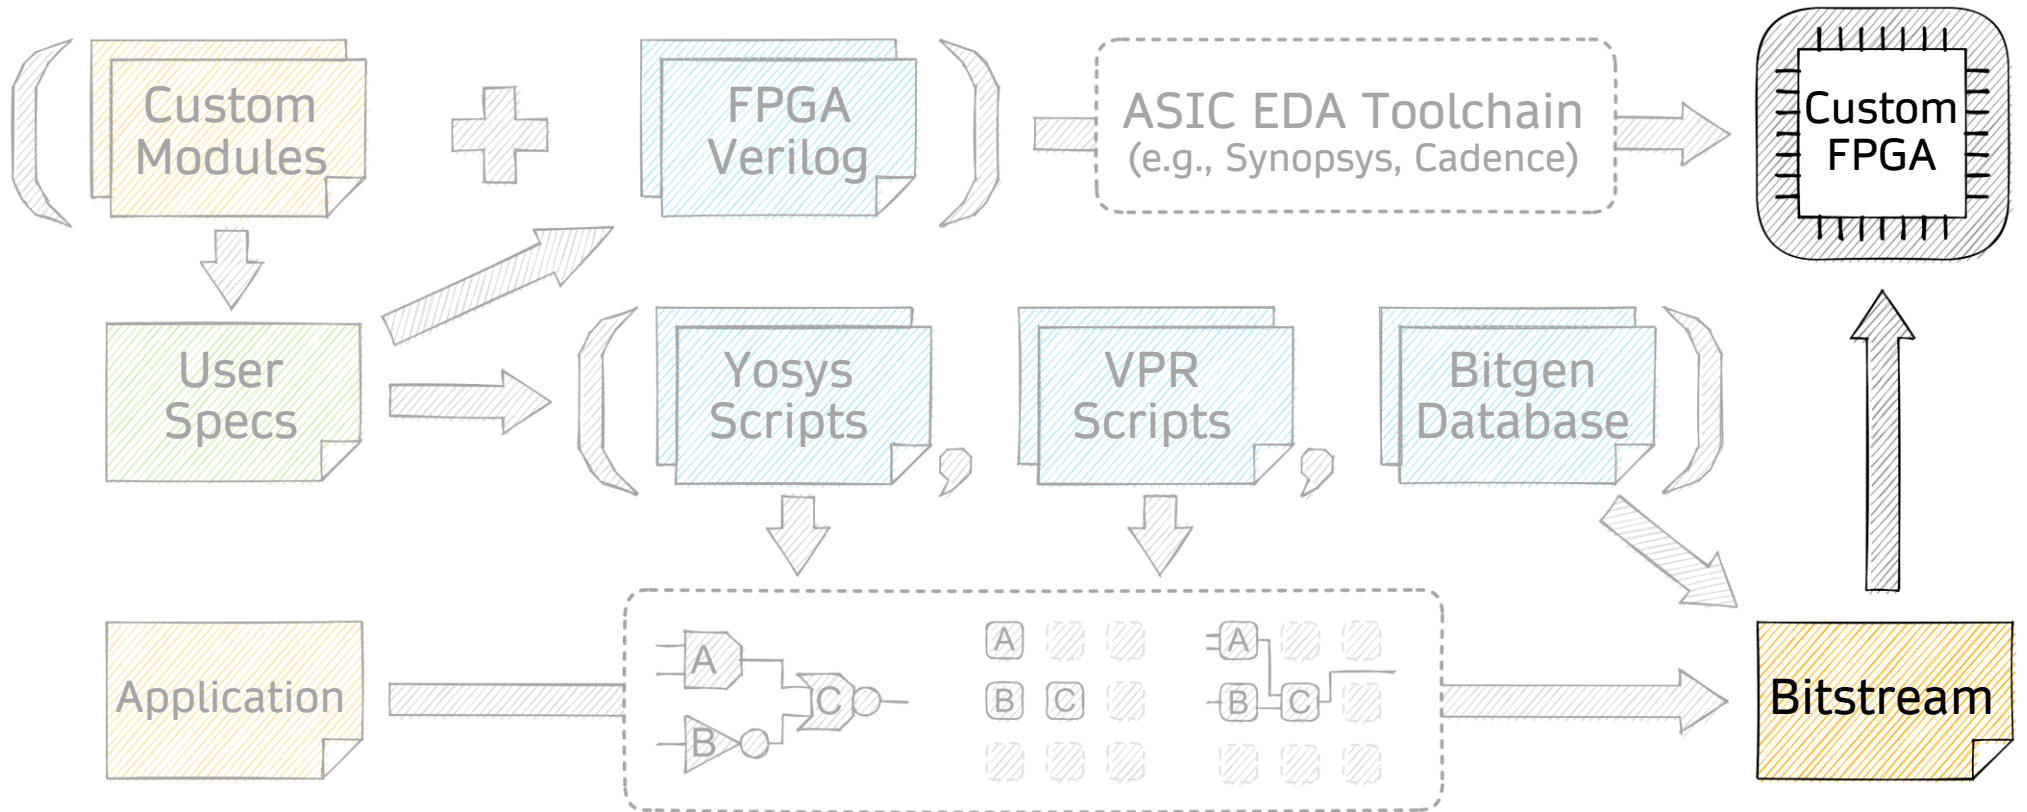 Custom
Modules
FPGA
Verilog
ASIC EDA Toolchain
(e.g., Synopsys, Cadence)
Custom
FPGA
User
Specs
Yosys
Scripts
,
VPR
Scripts
,
Bitgen
Database
Application
A
B
C
A
B C
A
B C
Bitstream